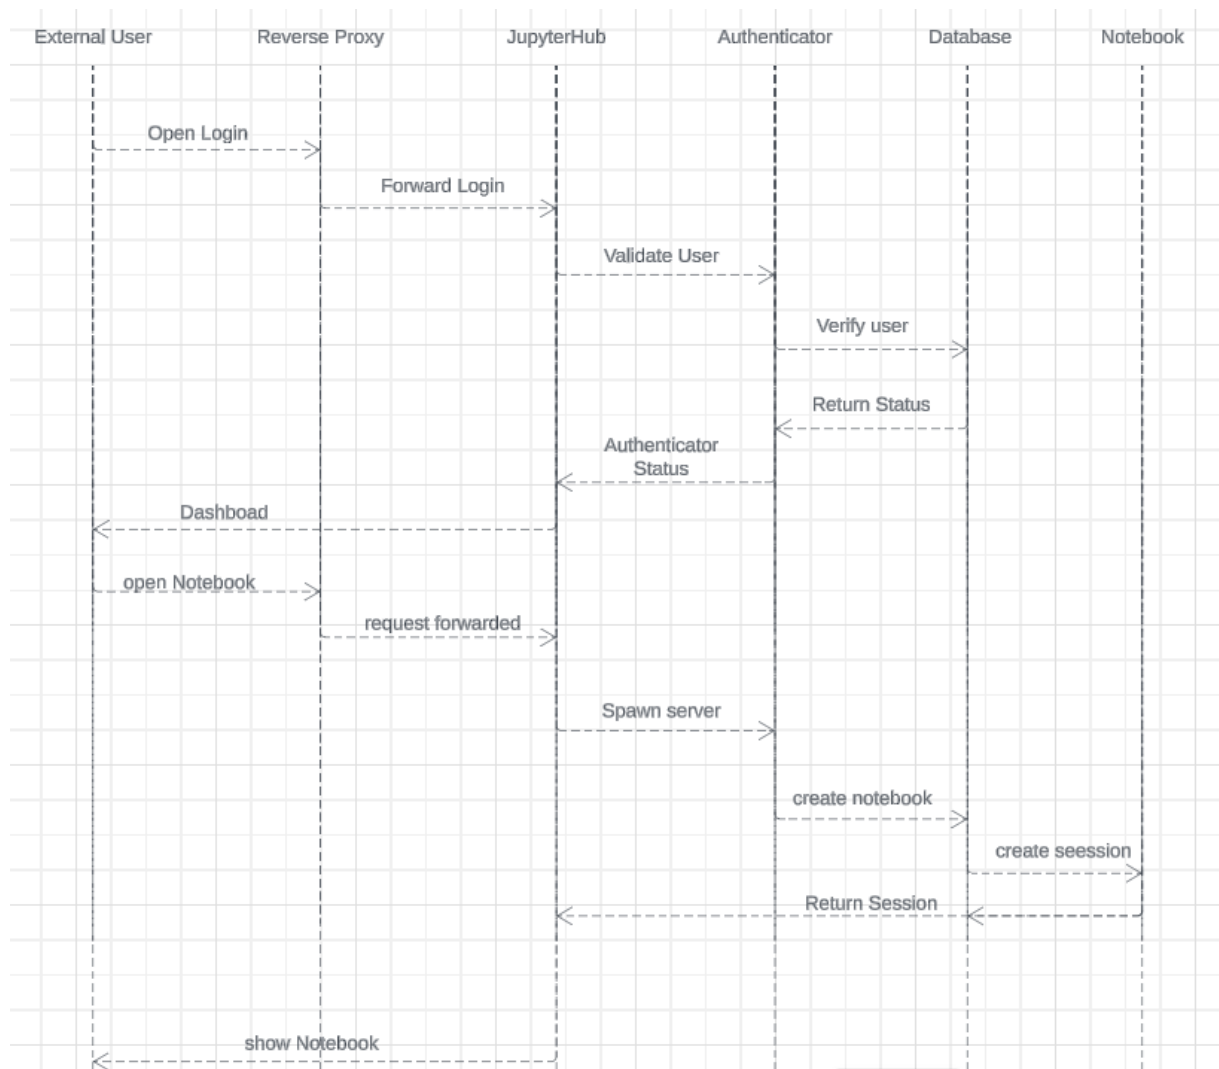 External User
Reverse Proxy
JupyterHub
Authenticator
Database
Notebook
Open Login
Forward Login
Validate User
Verify user
Return Status
Authenticator
Status
Dashboad
open Notebook
request forwarded
Spawn server
create notebook
create seession
Return Session
show Notebook